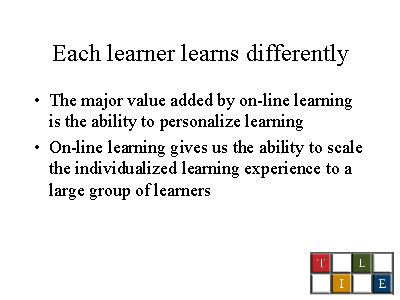 Each learner learns differently
• The major value added by on-line learning
is the ability to personalize learning
• On-line learning gives us the ability to scale
the individualized learning experience to a
large group of learners
T L
I E